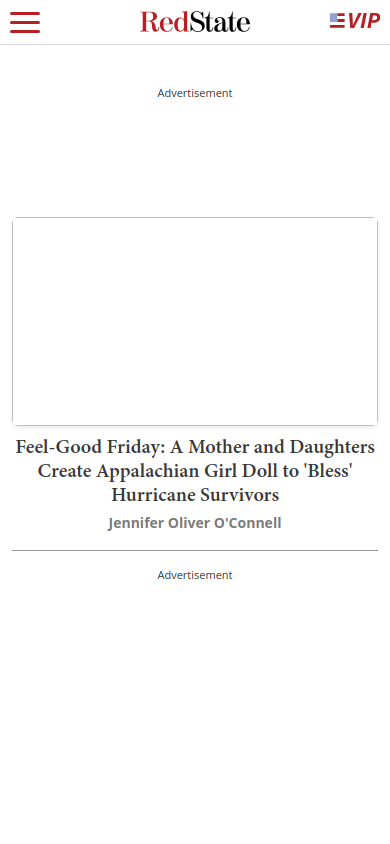 RedState
VIP
Advertisement
Feel-Good Friday: A Mother and Daughters
Create Appalachian Girl Doll to 'Bless'
Hurricane Survivors
Jennifer Oliver O'Connell
Advertisement